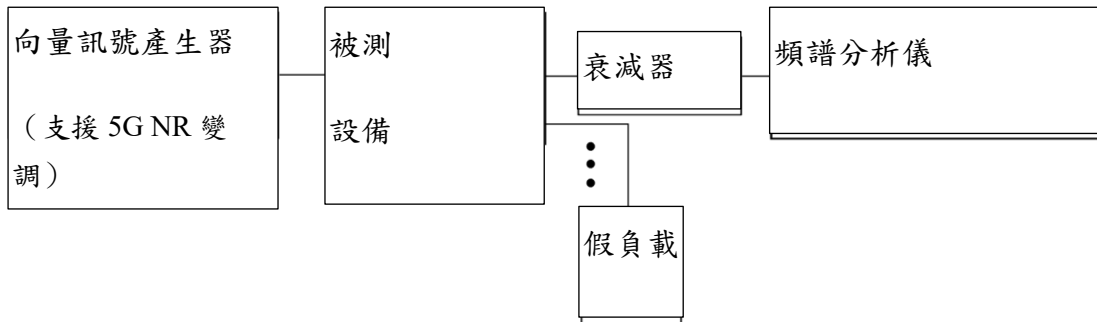 向量訊號產生器
（支援 5G NR 變
調）
被測
設備
衰減器
頻譜分析儀
假負載